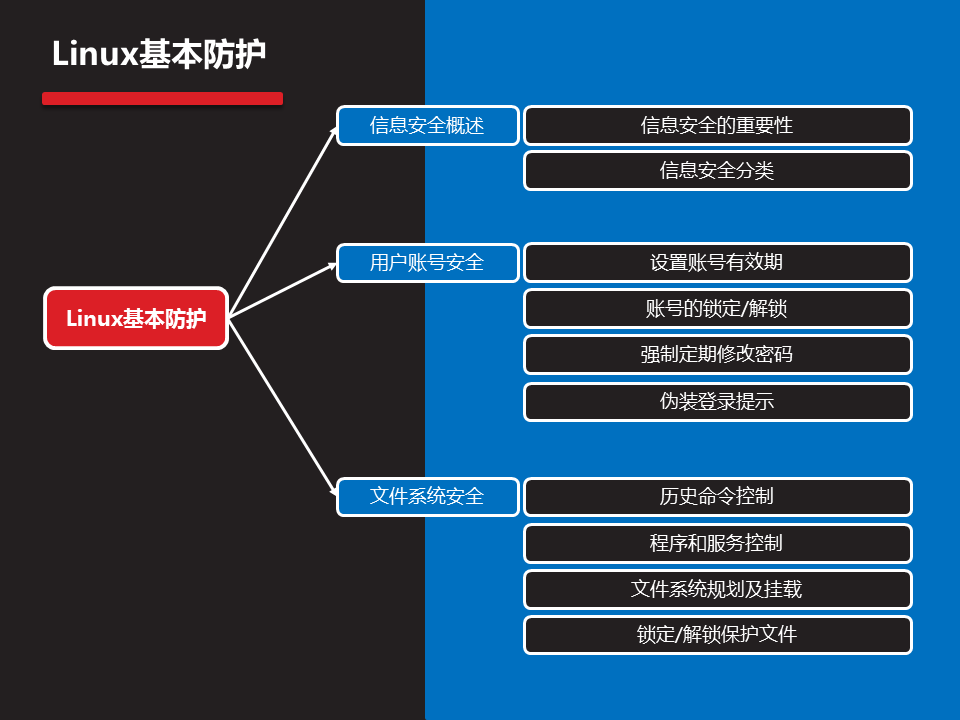 Linux基本防护
信息安全概述
信息安全的重要性
信息安全分类
用户账号安全
设置账号有效期
账号的锁定/解锁
Linux基本防护
强制定期修改密码
伪装登录提示
文件系统安全
历史命令控制
程序和服务控制
文件系统规划及挂载
锁定/解锁保护文件